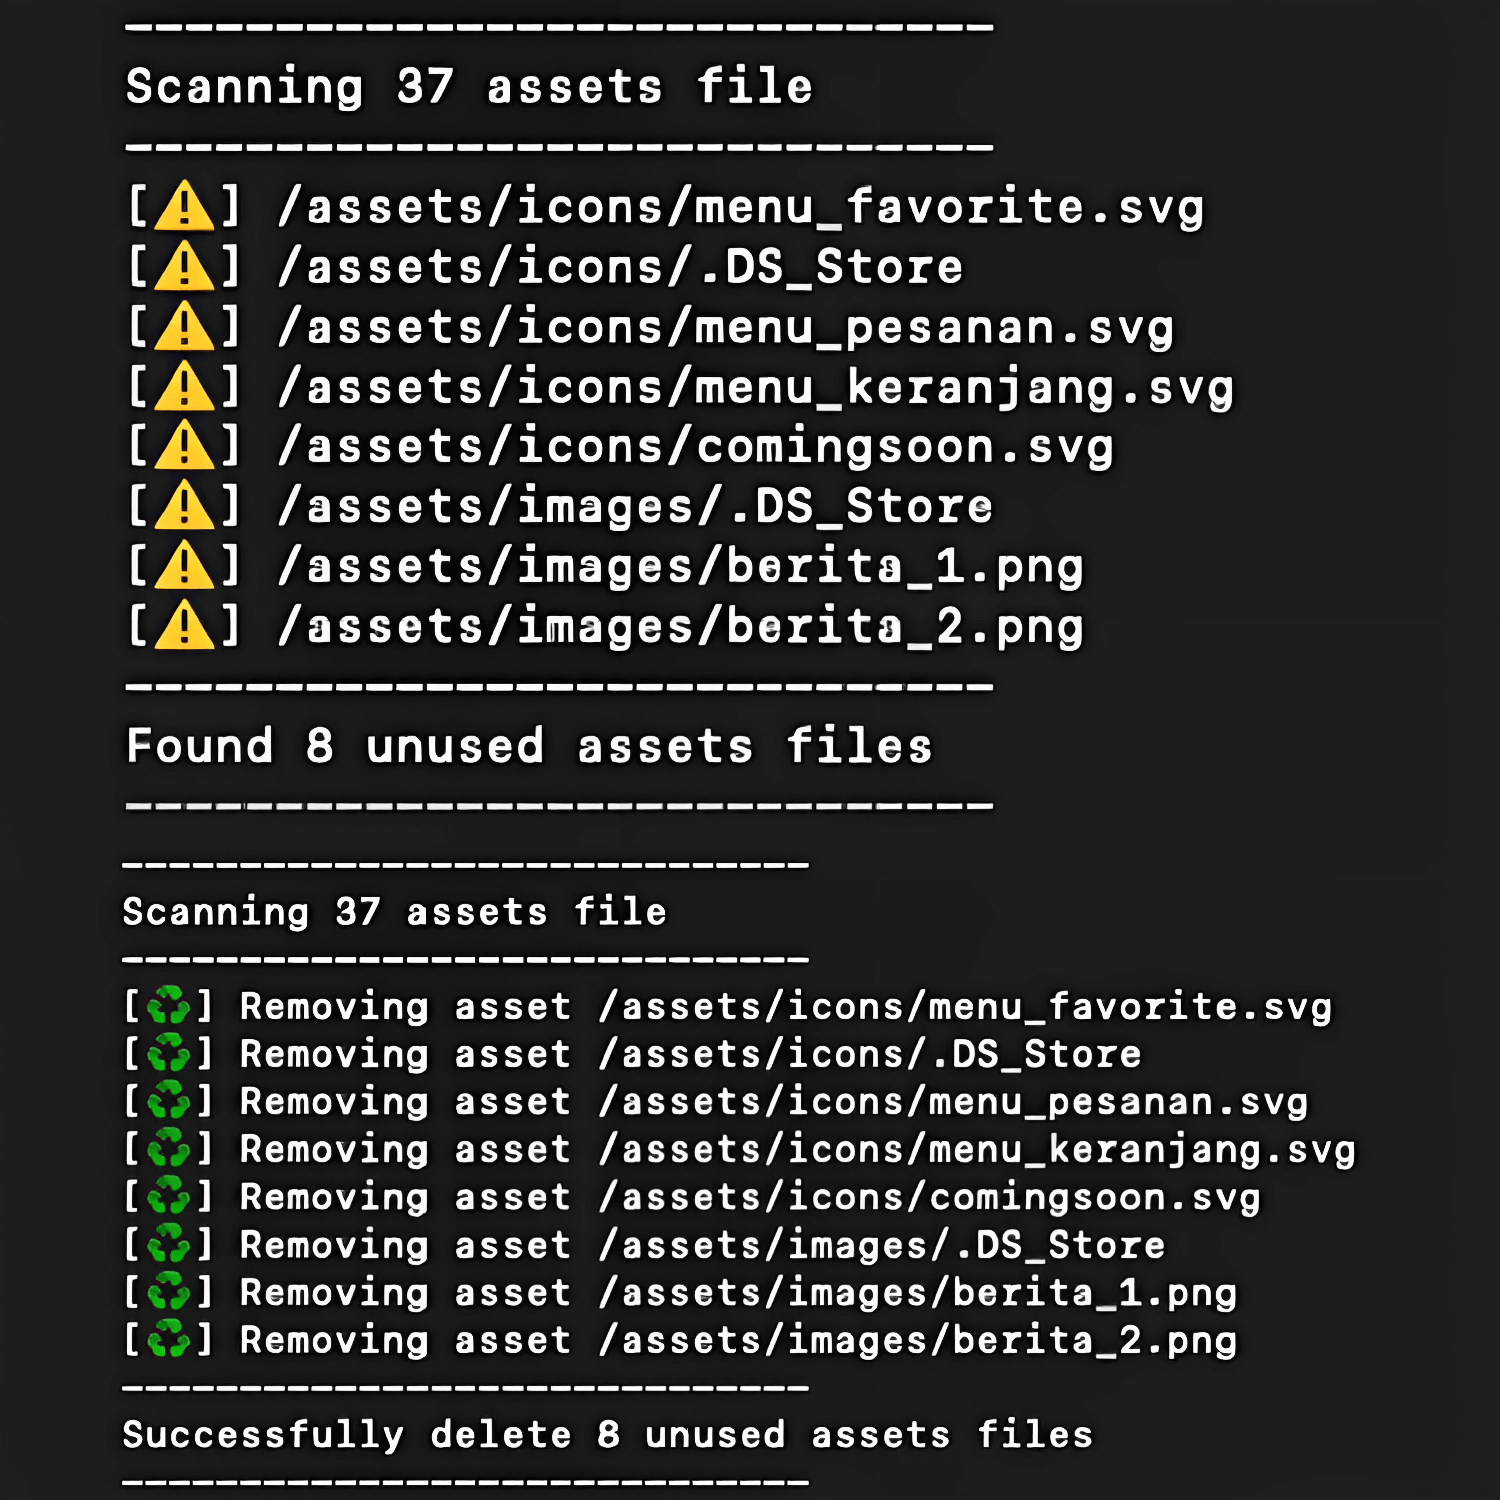 -----------------------------
Scanning 37 assets file
-----------------------------
[⚠️] /assets/icons/menu_favorite.svg
[⚠️] /assets/icons/.DS_Store
[⚠️] /assets/icons/menu_pesanan.svg
[⚠️] /assets/icons/menu_keranjang.svg
[⚠️] /assets/icons/comingsoon.svg
[⚠️] /assets/images/.DS_Store
[⚠️] /assets/images/berita_1.png
[⚠️] /assets/images/berita_2.png
-----------------------------
Found 8 unused assets files
-----------------------------
-----------------------------
Scanning 37 assets file
-----------------------------
[♻️] Removing asset /assets/icons/menu_favorite.svg
[♻️] Removing asset /assets/icons/.DS_Store
[♻️] Removing asset /assets/icons/menu_pesanan.svg
[♻️] Removing asset /assets/icons/menu_keranjang.svg
[♻️] Removing asset /assets/icons/comingsoon.svg
[♻️] Removing asset /assets/images/.DS_Store
[♻️] Removing asset /assets/images/berita_1.png
[♻️] Removing asset /assets/images/berita_2.png
-----------------------------
Successfully delete 8 unused assets files
-----------------------------